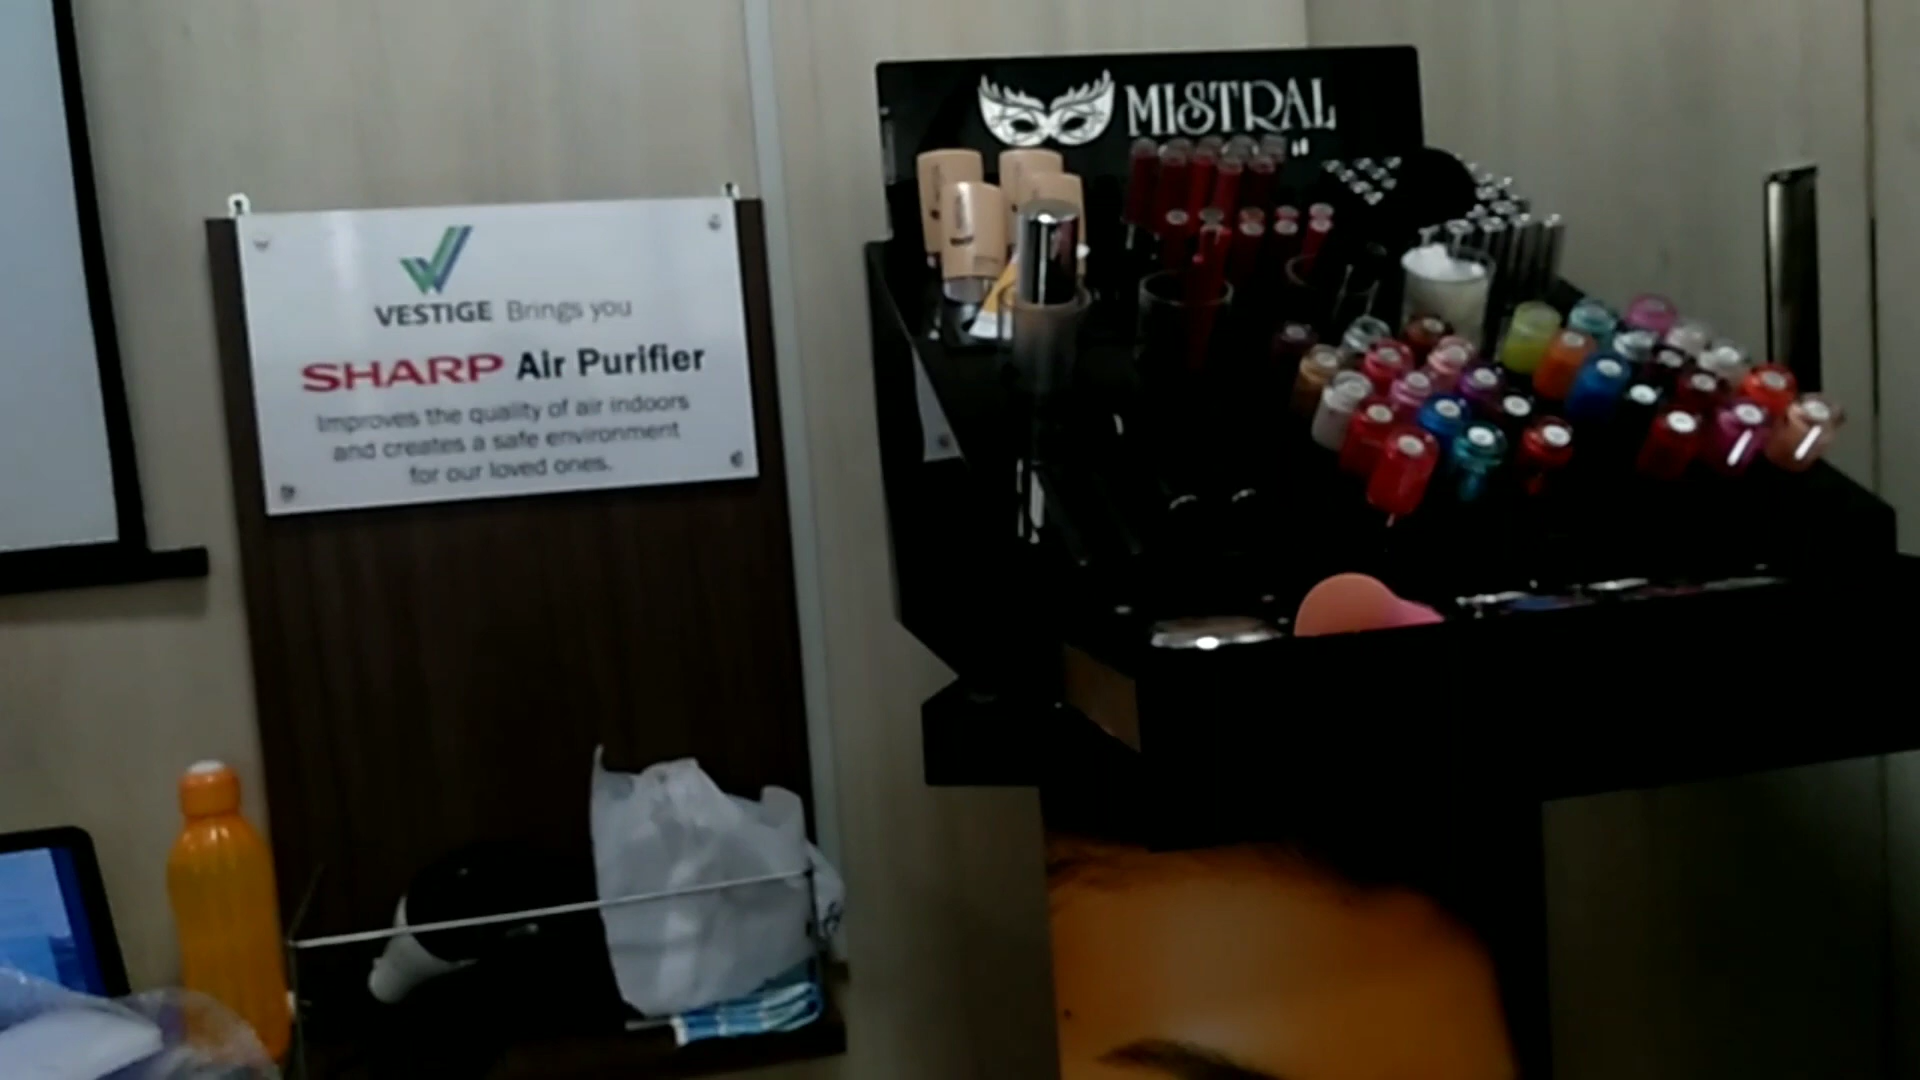 VESTIGE Brings you
SHARP Air Purifier
Improves the quality of air indoors
and creates a safe environment
for our loved ones.
MISTRAL